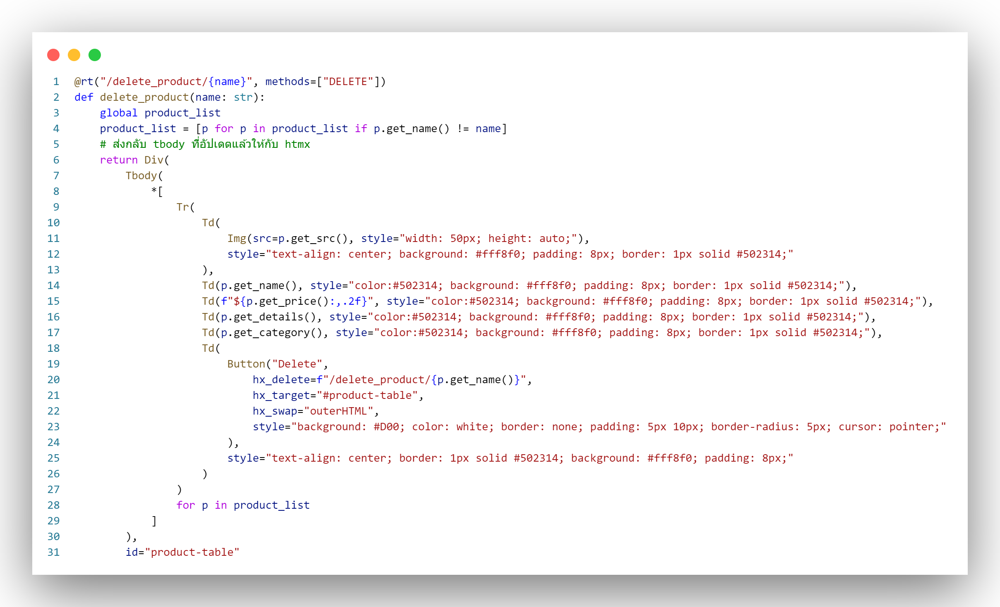 1 @rt("/delete_product/{name}", methods=["DELETE"])
2 def delete_product(name: str):
3     global product_list
4     product_list = [p for p in product_list if p.get_name() != name]
5     # ส่งกลับ tbody ที่อัปเดตแล้วให้กับ htmx
6     return Div(
7         Tbody(
8             *[
9                 Tr(
10                     Td(
11                         Img(src=p.get_src(), style="width: 50px; height: auto;"),
12                         style="text-align: center; background: #fff8f0; padding: 8px; border: 1px solid #502314;"
13                     ),
14                     Td(p.get_name(), style="color:#502314; background: #fff8f0; padding: 8px; border: 1px solid #502314;"),
15                     Td(f"${p.get_price():,.2f}", style="color:#502314; background: #fff8f0; padding: 8px; border: 1px solid #502314;"),
16                     Td(p.get_details(), style="color:#502314; background: #fff8f0; padding: 8px; border: 1px solid #502314;"),
17                     Td(p.get_category(), style="color:#502314; background: #fff8f0; padding: 8px; border: 1px solid #502314;"),
18                     Td(
19                         Button("Delete",
20                             hx_delete=f"/delete_product/{p.get_name()}",
21                             hx_target="#product-table",
22                             hx_swap="outerHTML",
23                             style="background: #D00; color: white; border: none; padding: 5px 10px; border-radius: 5px; cursor: pointer;"
24                         ),
25                         style="text-align: center; border: 1px solid #502314; background: #fff8f0; padding: 8px;"
26                     )
27                 )
28                 for p in product_list
29             ]
30         ),
31         id="product-table"